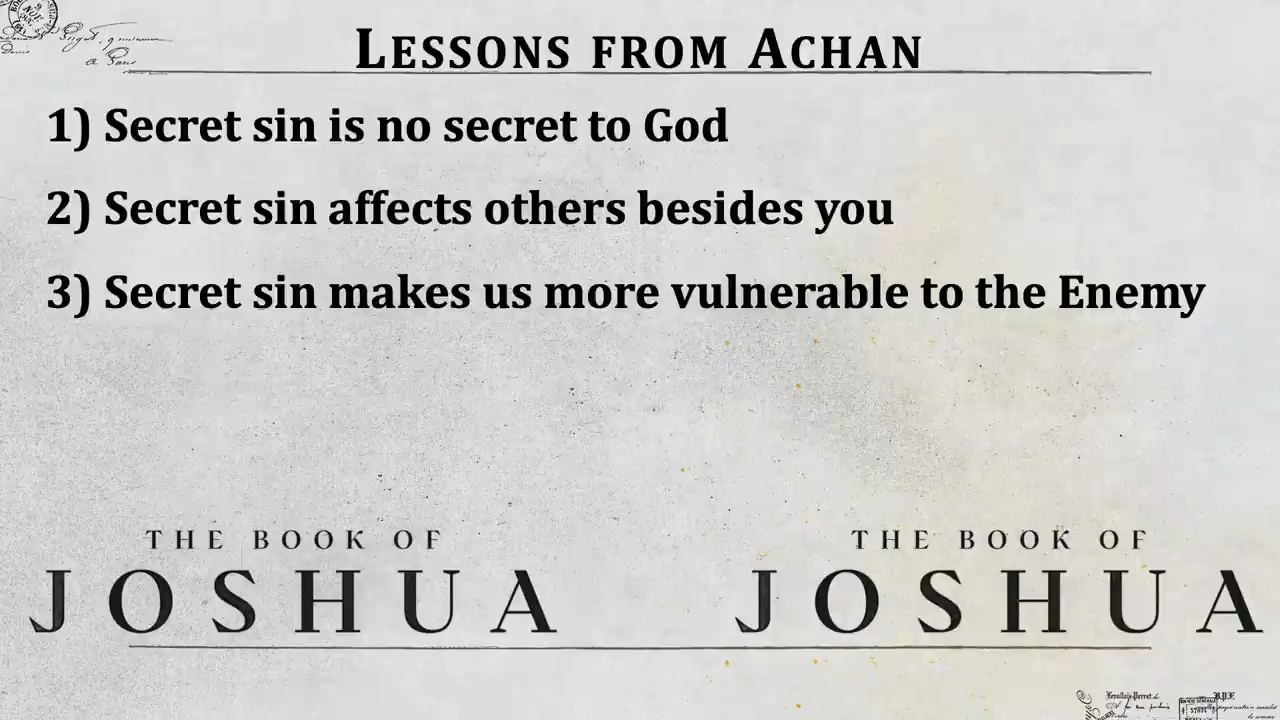 LESSONS FROM ACHAN
1) Secret sin is no secret to God
2) Secret sin affects others besides you
3) Secret sin makes us more vulnerable to the Enemy
THE BOOK OF
JOSHUA
THE BOOK OF
JOSHUA